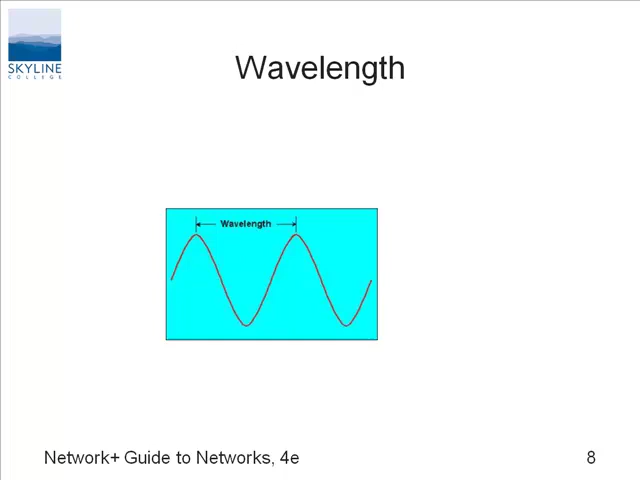 SKYLINE
COLLEGE
Wavelength
Wavelength
Network+ Guide to Networks, 4e
8